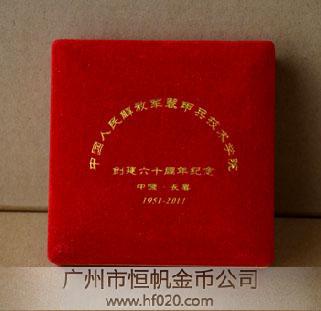 中国人民解放军装甲兵技术学院
创建六十周年纪念
中国·长春
1951-2011
广州市恒帆金币公司
www.hf020.com